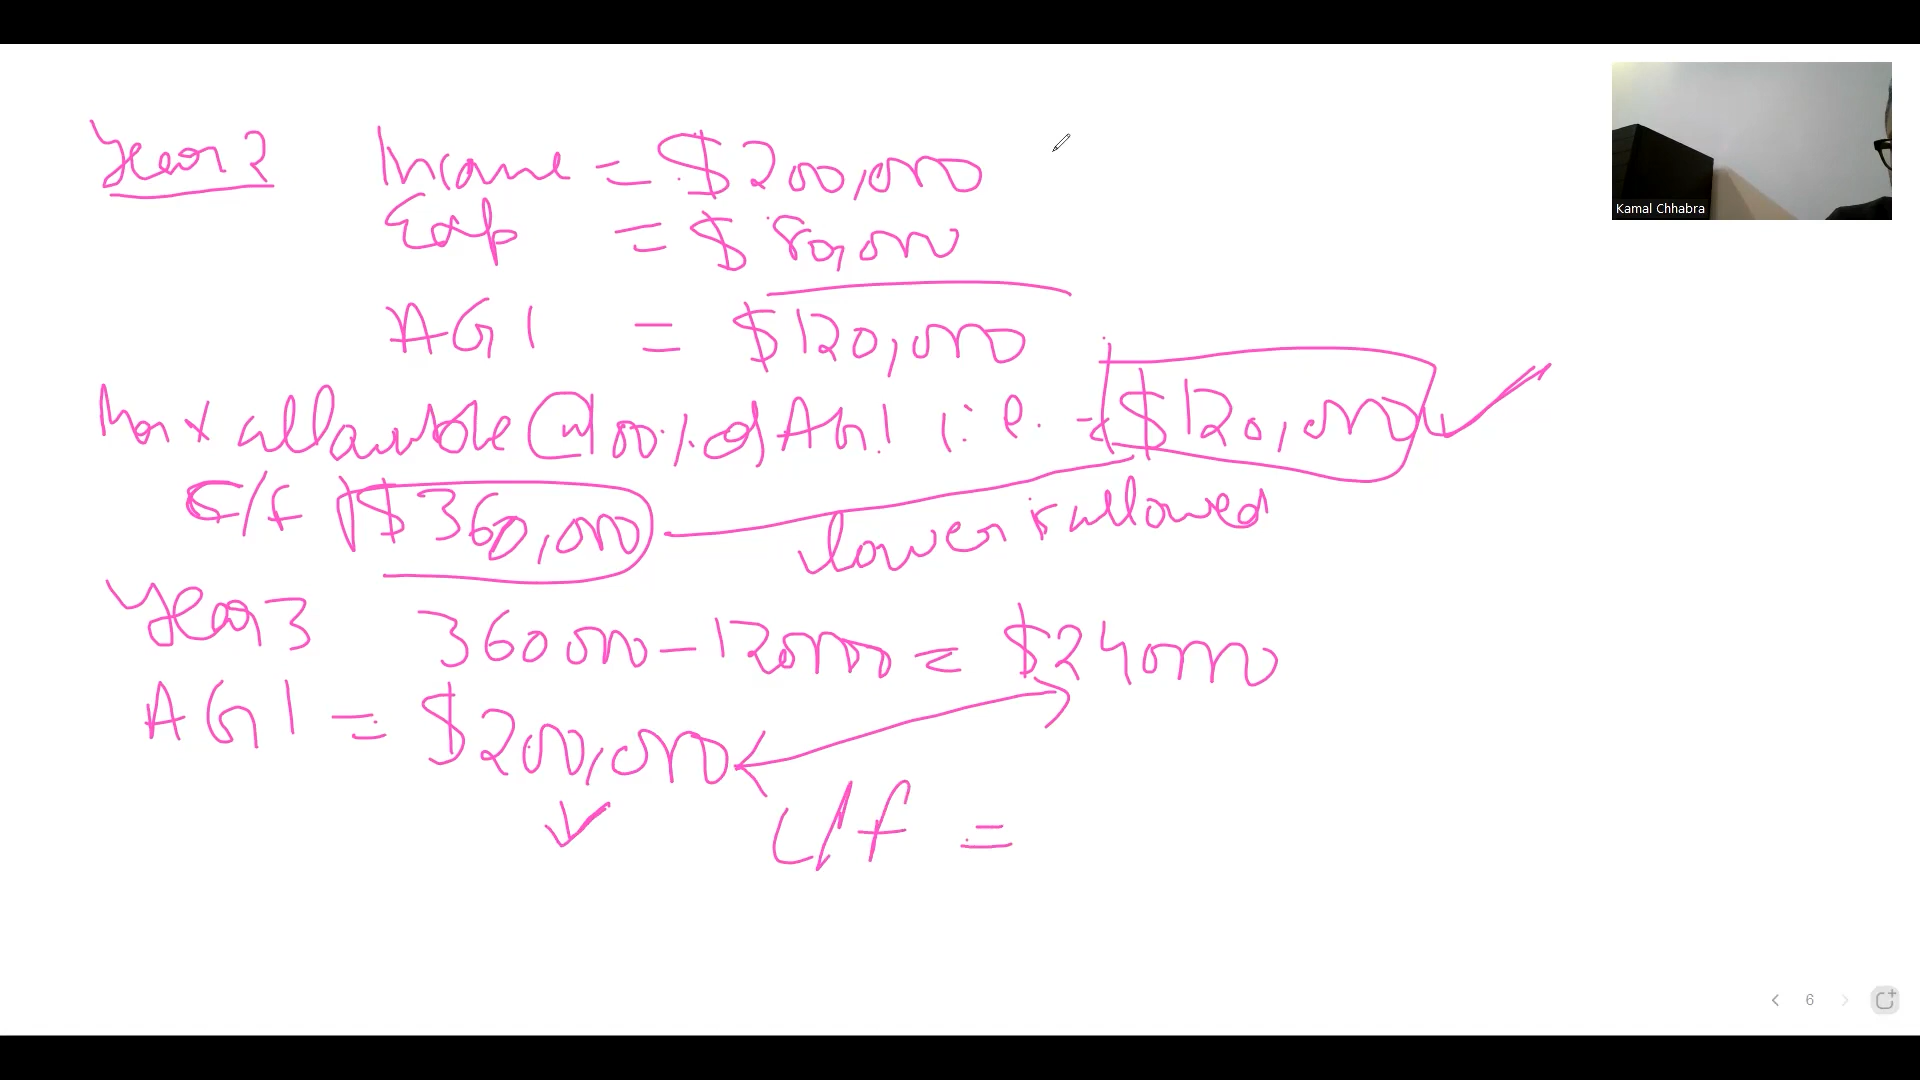 Year 2 Income = $200,000
Exp = $80,000
AGI = $120,000
Max allowable @ 100% of AGI i.e. = $120,000
C/f $360,000
lower is allowed
Year 3 360000 - 120000 = $240000
AGI = $200,000
C/f =
Kamal Chhabra
6